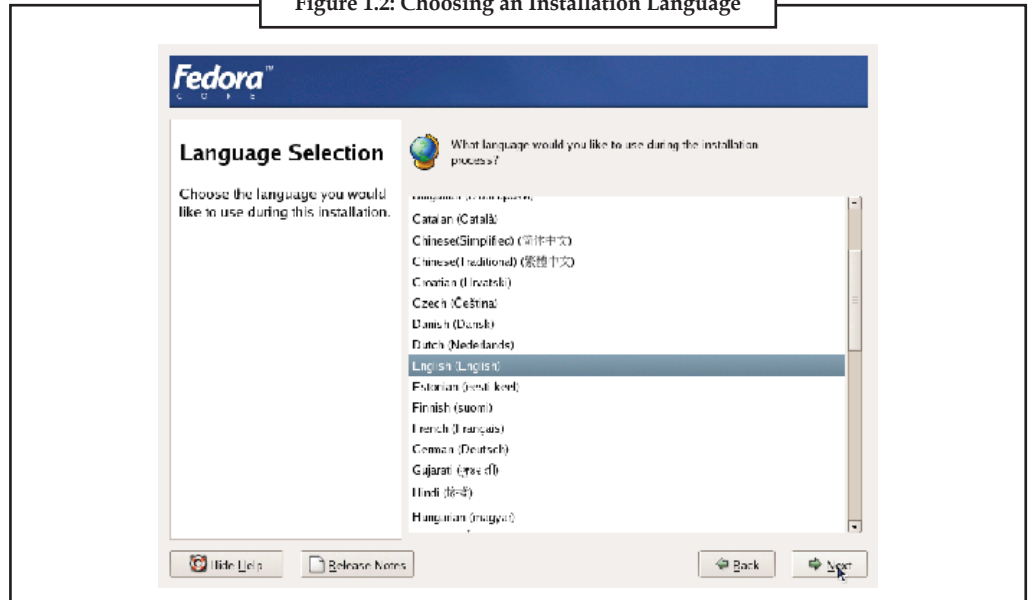 Figure 1.2: Choosing an Installation Language
Fedora™
CORE
Language Selection
Choose the language you would
like to use during this installation.
What language would you like to use during the installation
process?
Catalan (Català)
Chinese(Simplified) (简体中文)
Chinese(Traditional) (繁體中文)
Croatian (Hrvatski)
Czech (Čeština)
Danish (Dansk)
Dutch (Nederlands)
English (English)
Estonian (eesti keel)
Finnish (suomi)
French (Français)
German (Deutsch)
Gujarati (ગુજરાતી)
Hindi (हिन्दी)
Hungarian (magyar)
Hide Help
Release Notes
Back
Next